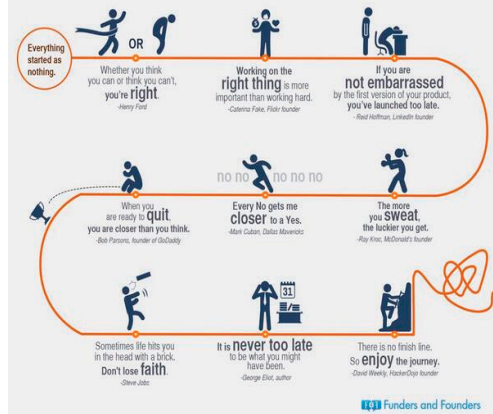 Everything
started as
nothing.
OR
Whether you think
you can or think you can't,
you're right.
-Henry Ford
Working on the
right thing is more
important than working hard.
-Caterina Fake, Flickr founder
If you are
not embarrassed
by the first version of your product,
you've launched too late.
- Reid Hoffman, LinkedIn founder
When you
are ready to quit,
you are closer than you think.
-Bob Parsons, founder of GoDaddy
no no no no no
Every No gets me
closer to a Yes.
-Mark Cuban, Dallas Mavericks
The more
you sweat,
the luckier you get.
-Ray Kroc, McDonald's founder
Sometimes life hits you
in the head with a brick.
Don't lose faith.
-Steve Jobs
31
It is never too late
to be what you might
have been.
-George Eliot, author
There is no finish line.
So enjoy the journey.
-David Weekly, HackerDojo founder
Funders and Founders